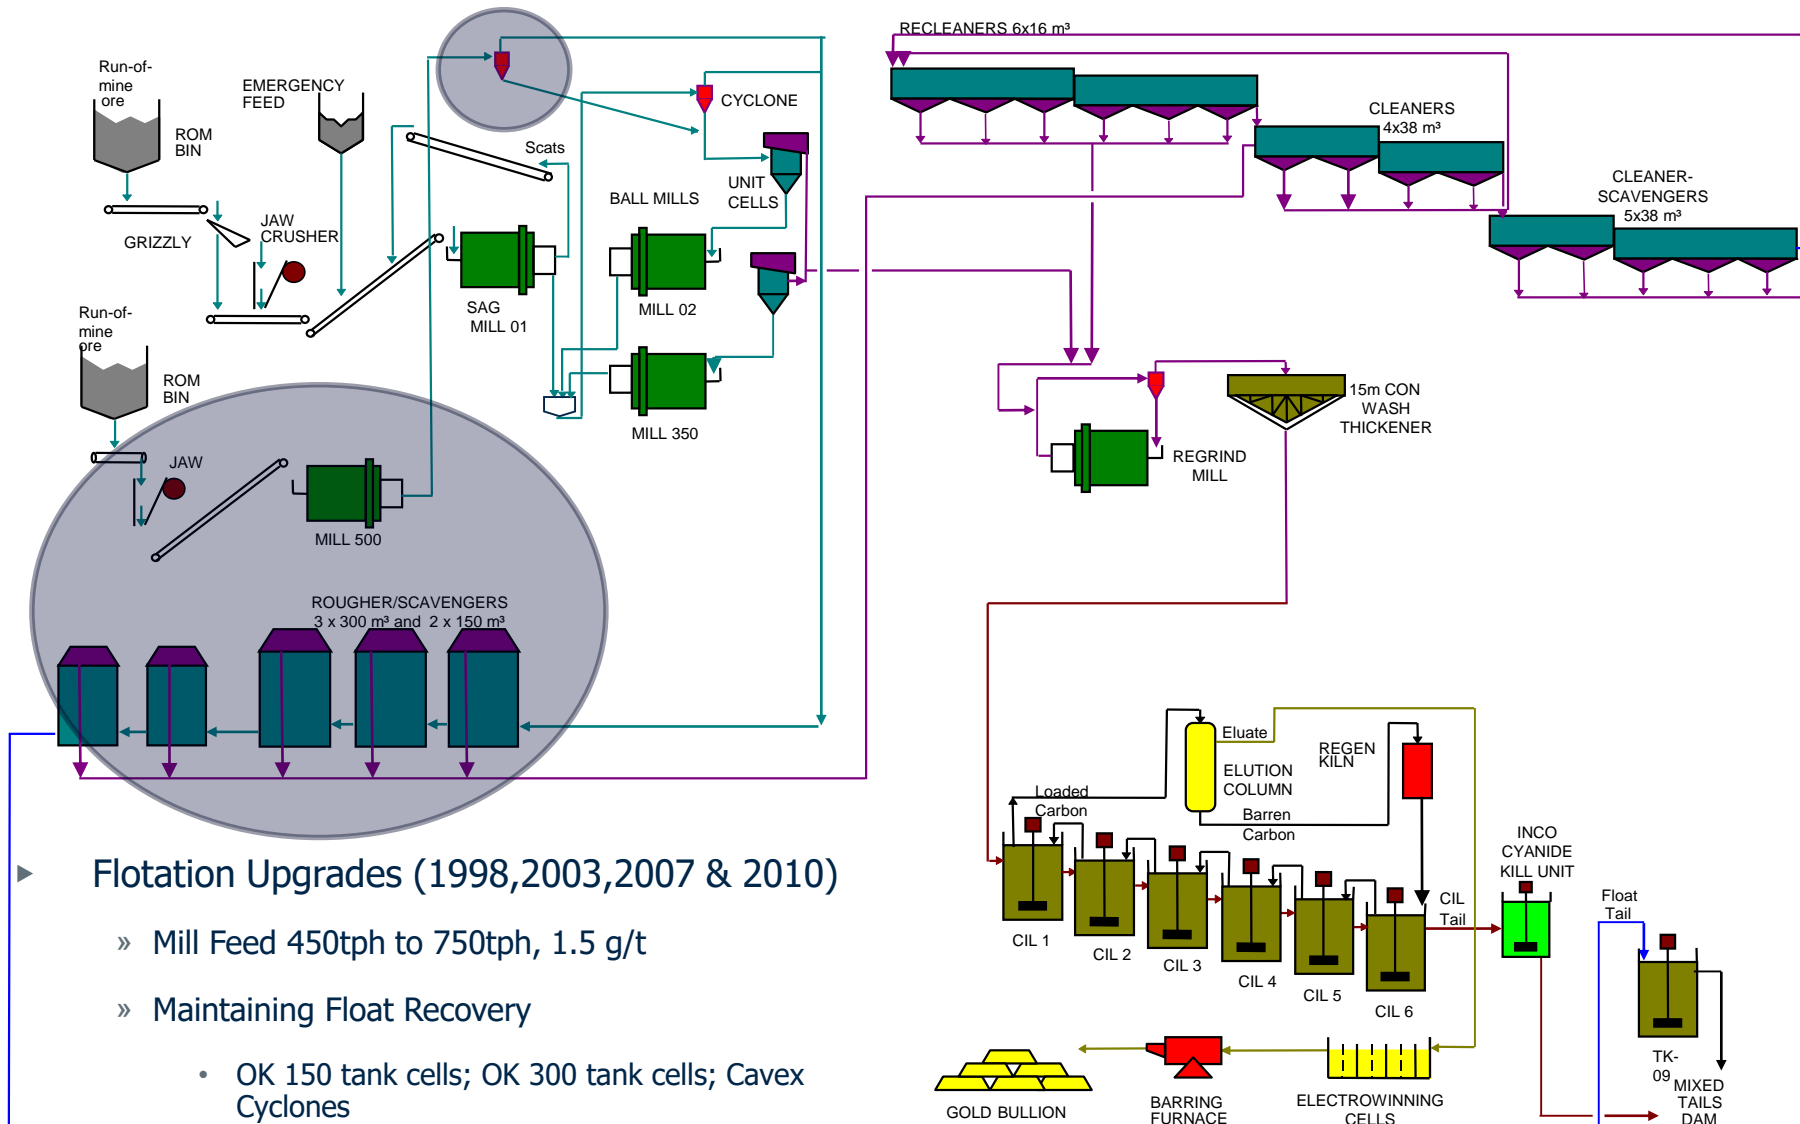 Run-of-
mine
ore
ROM
BIN
EMERGENCY
FEED
GRIZZLY
JAW
CRUSHER
Scats
SAG
MILL 01
BALL MILLS
CYCLONE
UNIT
CELLS
MILL 02
MILL 350
Run-of-
mine
ore
ROM
BIN
JAW
MILL 500
ROUGHER/SCAVENGERS
3 x 300 m³ and 2 x 150 m³
RECLEANERS 6x16 m³
CLEANERS
4x38 m³
CLEANER-
SCAVENGERS
5x38 m³
15m CON
WASH
THICKENER
REGRIND
MILL
Eluate
ELUTION
COLUMN
REGEN
KILN
Loaded
Carbon
Barren
Carbon
CIL 1
CIL 2
CIL 3
CIL 4
CIL 5
CIL 6
CIL
Tail
INCO
CYANIDE
KILL UNIT
Float
Tail
TK-
09
MIXED
TAILS
DAM
GOLD BULLION
BARRING
FURNACE
ELECTROWINNING
CELLS
Flotation Upgrades (1998,2003,2007 & 2010)
» Mill Feed 450tph to 750tph, 1.5 g/t
» Maintaining Float Recovery
• OK 150 tank cells; OK 300 tank cells; Cavex
Cyclones